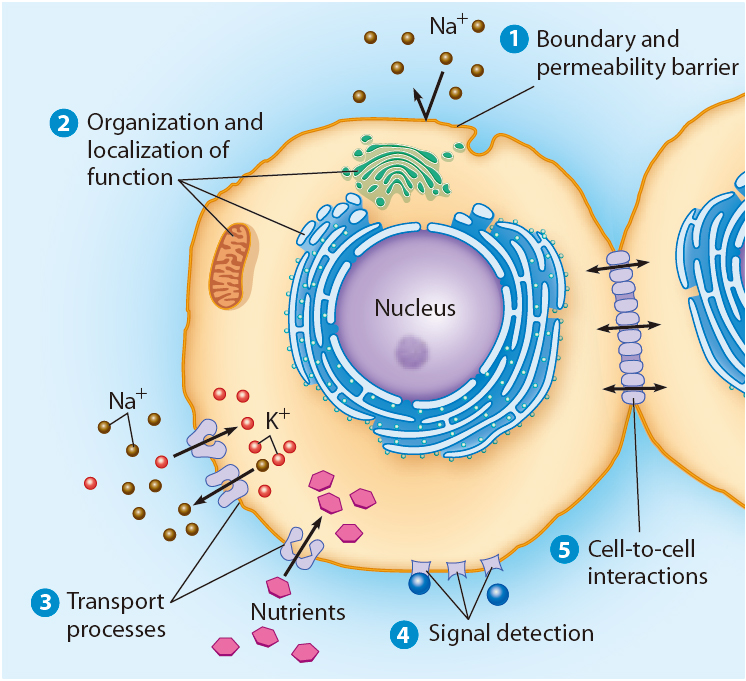 Na+
1 Boundary and
permeability barrier
2 Organization and
localization of
function
Nucleus
Na+
K+
3 Transport
processes
Nutrients
4 Signal detection
5 Cell-to-cell
interactions